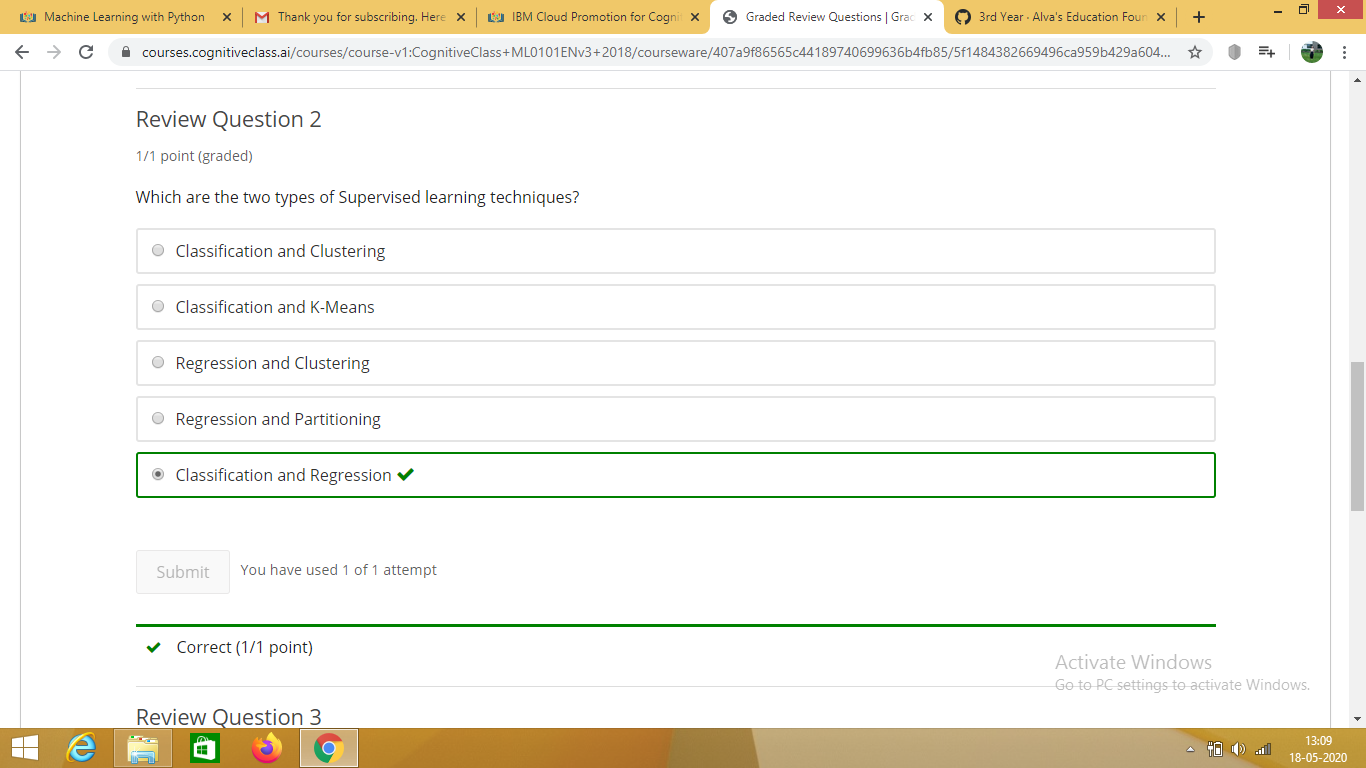 Machine Learning with Python
Thank you for subscribing. Here
IBM Cloud Promotion for Cogni
Graded Review Questions | Grac
3rd Year · Alva's Education Foun
courses.cognitiveclass.ai/courses/course-v1:CognitiveClass+ML0101ENv3+2018/courseware/407a9f86565c44189740699636b4fb85/5f1484382669496ca959b429a604...
Review Question 2
1/1 point (graded)
Which are the two types of Supervised learning techniques?
Classification and Clustering
Classification and K-Means
Regression and Clustering
Regression and Partitioning
Classification and Regression
Submit
You have used 1 of 1 attempt
Correct (1/1 point)
Activate Windows
Go to PC settings to activate Windows.
Review Question 3
13:09
18-05-2020